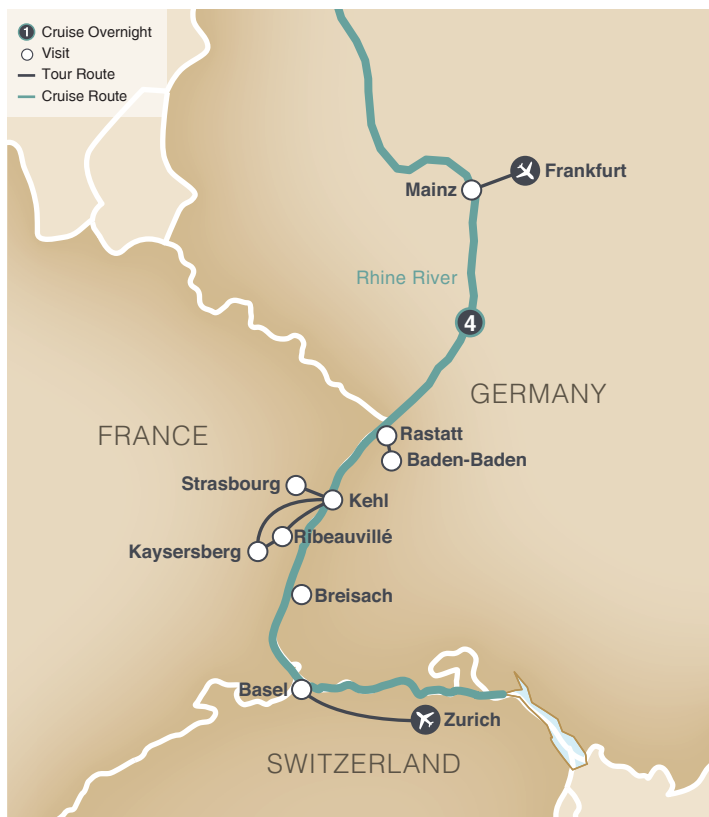 1 Cruise Overnight
Visit
Tour Route
Cruise Route
Frankfurt
Mainz
Rhine River
4
GERMANY
FRANCE
Rastatt
Baden-Baden
Strasbourg
Kehl
Ribeauvillé
Kaysersberg
Breisach
Basel
Zurich
SWITZERLAND